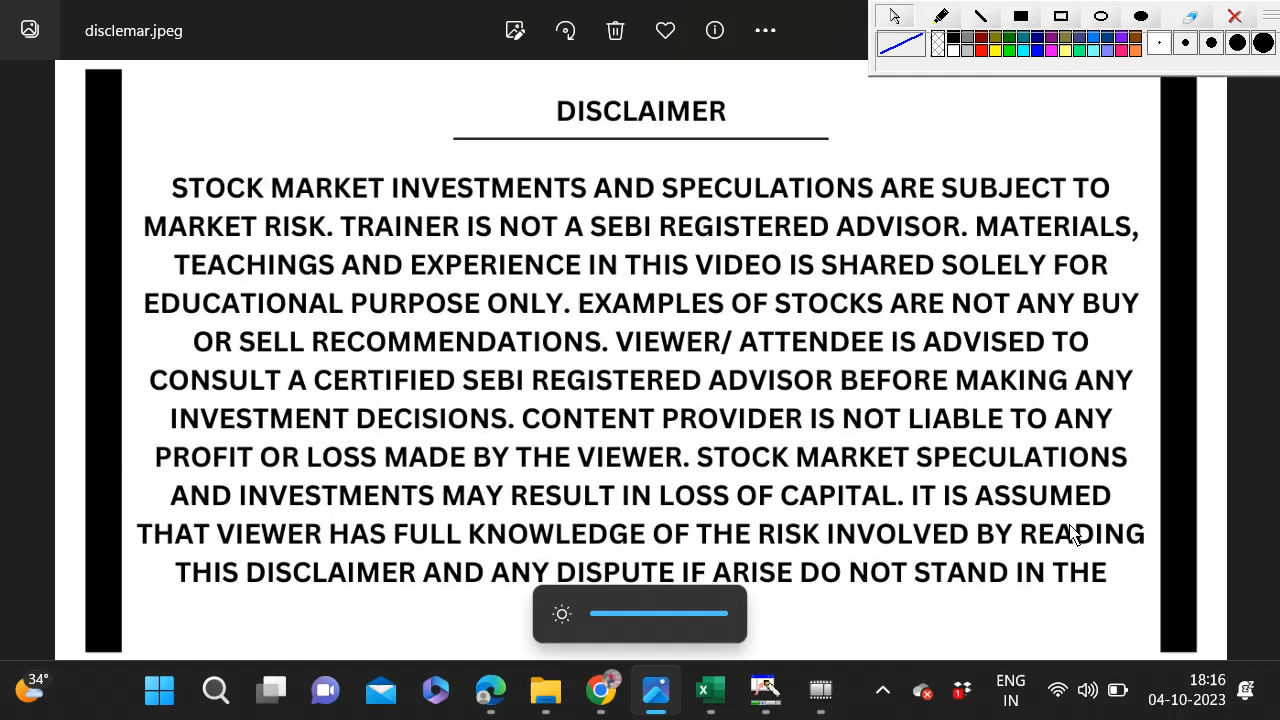 disclemar.jpeg
DISCLAIMER
STOCK MARKET INVESTMENTS AND SPECULATIONS ARE SUBJECT TO
MARKET RISK. TRAINER IS NOT A SEBI REGISTERED ADVISOR. MATERIALS,
TEACHINGS AND EXPERIENCE IN THIS VIDEO IS SHARED SOLELY FOR
EDUCATIONAL PURPOSE ONLY. EXAMPLES OF STOCKS ARE NOT ANY BUY
OR SELL RECOMMENDATIONS. VIEWER/ ATTENDEE IS ADVISED TO
CONSULT A CERTIFIED SEBI REGISTERED ADVISOR BEFORE MAKING ANY
INVESTMENT DECISIONS. CONTENT PROVIDER IS NOT LIABLE TO ANY
PROFIT OR LOSS MADE BY THE VIEWER. STOCK MARKET SPECULATIONS
AND INVESTMENTS MAY RESULT IN LOSS OF CAPITAL. IT IS ASSUMED
THAT VIEWER HAS FULL KNOWLEDGE OF THE RISK INVOLVED BY READING
THIS DISCLAIMER AND ANY DISPUTE IF ARISE DO NOT STAND IN THE
34°
ENG
IN
18:16
04-10-2023